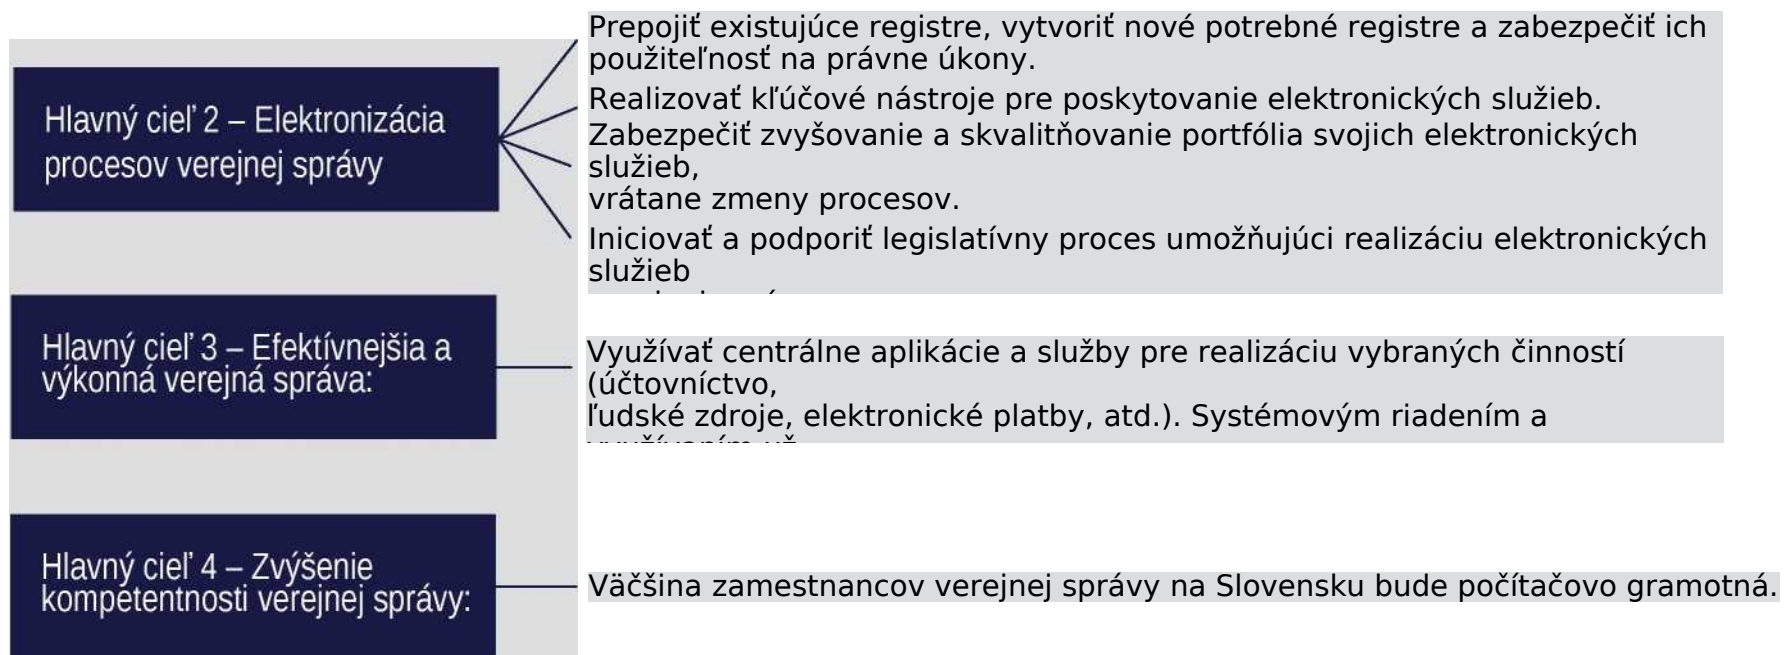 Hlavný cieľ 2 – Elektronizácia
procesov verejnej správy
Prepojiť existujúce registre, vytvoriť nové potrebné registre a zabezpečiť ich
použiteľnosť na právne úkony.
Realizovať kľúčové nástroje pre poskytovanie elektronických služieb.
Zabezpečiť zvyšovanie a skvalitňovanie portfólia svojich elektronických
služieb,
vrátane zmeny procesov.
Iniciovať a podporiť legislatívny proces umožňujúci realizáciu elektronických
služieb
Hlavný cieľ 3 – Efektívnejšia a
výkonná verejná správa:
Využívať centrálne aplikácie a služby pre realizáciu vybraných činností
(účtovníctvo,
ľudské zdroje, elektronické platby, atd.). Systémovým riadením a
Hlavný cieľ 4 – Zvýšenie
kompetentnosti verejnej správy:
Väčšina zamestnancov verejnej správy na Slovensku bude počítačovo gramotná.